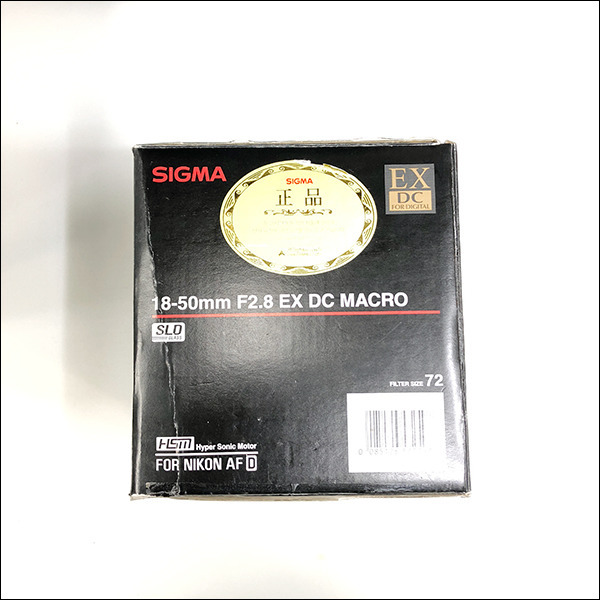 SIGMA
SIGMA
正品
EX
DC
FOR DIGITAL
18-50mm F2.8 EX DC MACRO
SLD
FILTER SIZE 72
HSM Hyper Sonic Motor
FOR NIKON AF D